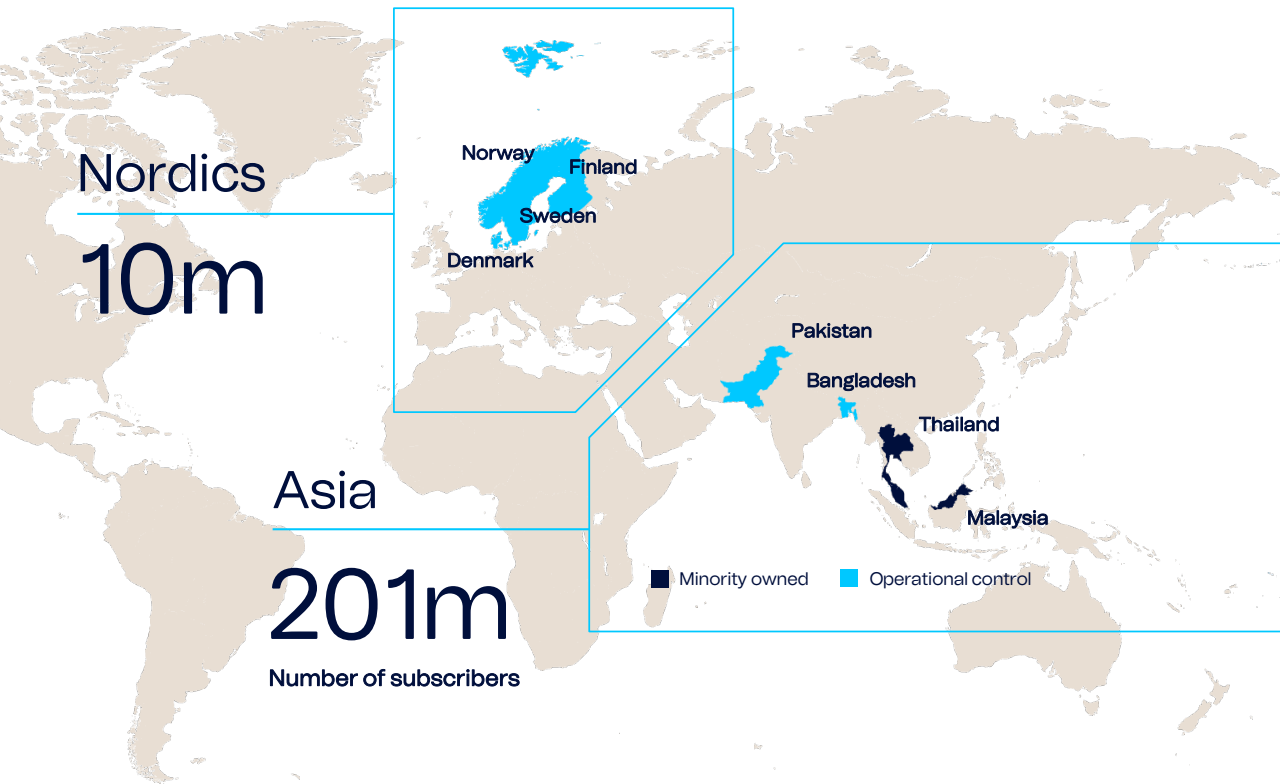 Nordics
10m
Norway
Finland
Sweden
Denmark
Asia
201m
Number of subscribers
Pakistan
Bangladesh
Thailand
Malaysia
Minority owned
Operational control